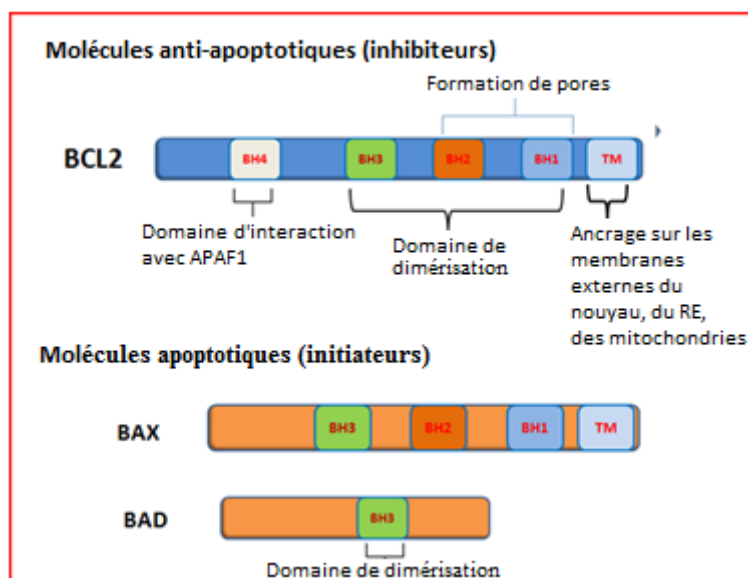 Molécules anti-apoptotiques (inhibiteurs)
Formation de pores
BCL2
BH4
BH3
BH2
BH1
TM
Domaine d'interaction
avec APAF1
Domaine de
dimérisation
Ancrage sur les
membranes
externes du
nouyau, du RE,
des mitochondries
Molécules apoptotiques (initiateurs)
BAX
BH3
BH2
BH1
TM
BAD
BH3
Domaine de dimérisation